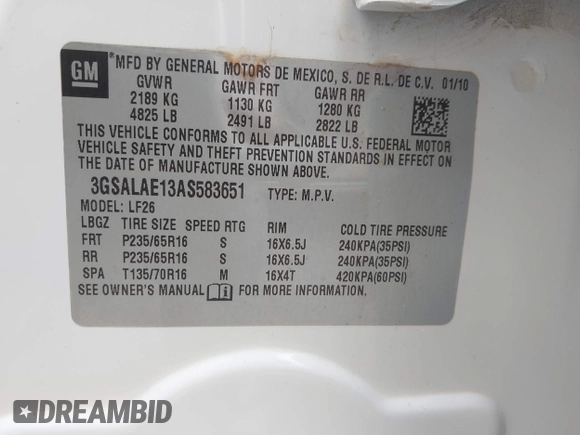 GM
*MFD BY GENERAL MOTORS DE MEXICO, S. DE R.L. DE C.V. 01/10
GVWR GAWR FRT GAWR RR
2189 KG 1130 KG 1280 KG
4825 LB 2491 LB 2822 LB
THIS VEHICLE CONFORMS TO ALL APPLICABLE U.S. FEDERAL MOTOR
VEHICLE SAFETY AND THEFT PREVENTION STANDARDS IN EFFECT ON
THE DATE OF MANUFACTURE SHOWN ABOVE.
3GSALAE13AS583651 TYPE: M.P.V.
MODEL: LF26
LBGZ TIRE SIZE SPEED RTG RIM COLD TIRE PRESSURE
FRT P235/65R16 S 16X6.5J 240KPA(35PSI)
RR P235/65R16 S 16X6.5J 240KPA(35PSI)
SPA T135/70R16 M 16X4T 420KPA(60PSI)
SEE OWNER'S MANUAL FOR MORE INFORMATION.
DREAMBID